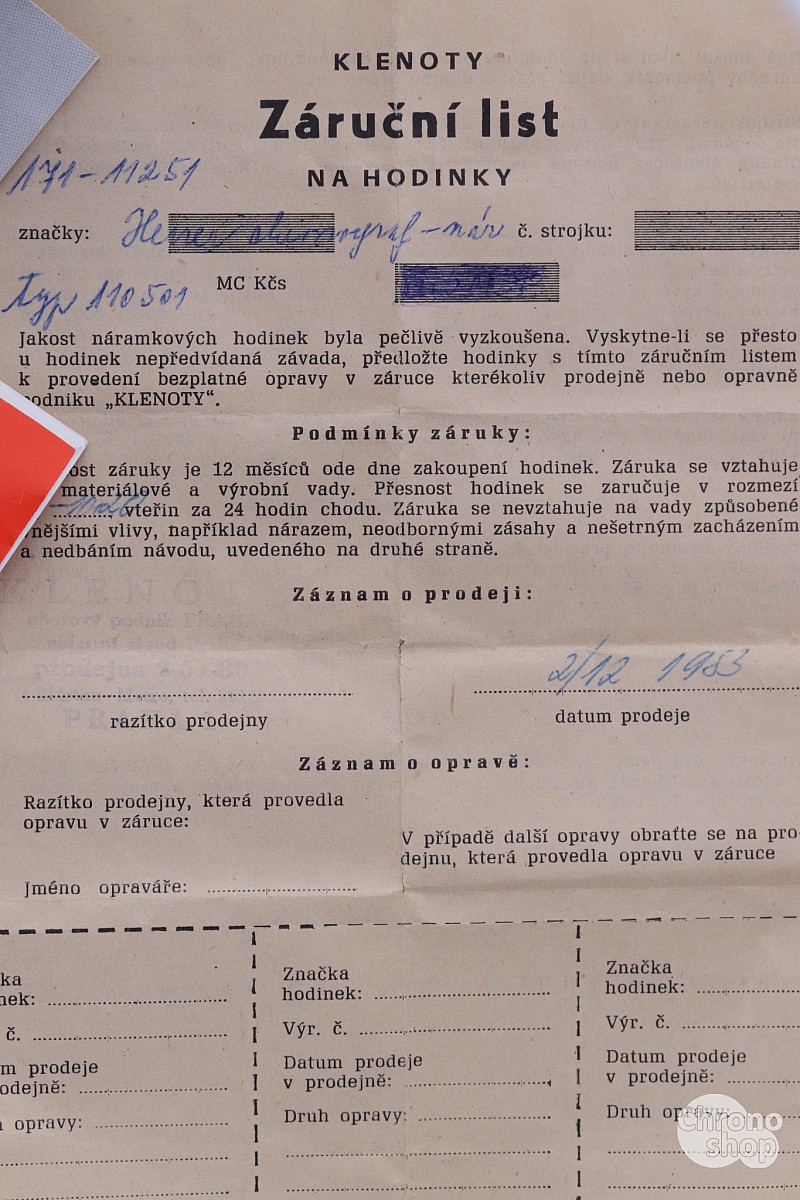 KLENOTY
Záruční list
171-11251
NA HODINKY
značky: chronograf-nár č. strojku:
typ 110501 MC Kčs
Jakost náramkových hodinek byla pečlivě vyzkoušena. Vyskytne-li se přesto
u hodinek nepředvídaná závada, předložte hodinky s tímto záručním listem
k provedení bezplatné opravy v záruce kterékoliv prodejně nebo opravně
odniku „KLENOTY“.
Podmínky záruky:
ost záruky je 12 měsíců ode dne zakoupení hodinek. Záruka se vztahuje
materiálové a výrobní vady. Přesnost hodinek se zaručuje v rozmezí
vteřin za 24 hodin chodu. Záruka se nevztahuje na vady způsobené
nějšími vlivy, například nárazem, neodbornými zásahy a nešetrným zacházením
a nedbáním návodu, uvedeného na druhé straně.
Záznam o prodeji:
2/12 1983
razítko prodejny
datum prodeje
Záznam o opravě:
Razítko prodejny, která provedla
opravu v záruce:
V případě další opravy obraťte se na pro-
dejnu, která provedla opravu v záruce
Jméno opraváře:
ka
nek:
č.
m prodeje
odejně:
opravy:
Značka
hodinek:
Výr. č.
Datum prodeje
v prodejně:
Druh opravy:
Značka
hodinek:
Výr. č.
Datum prodeje
v prodejně:
Druh opravy:
Chrono
shop